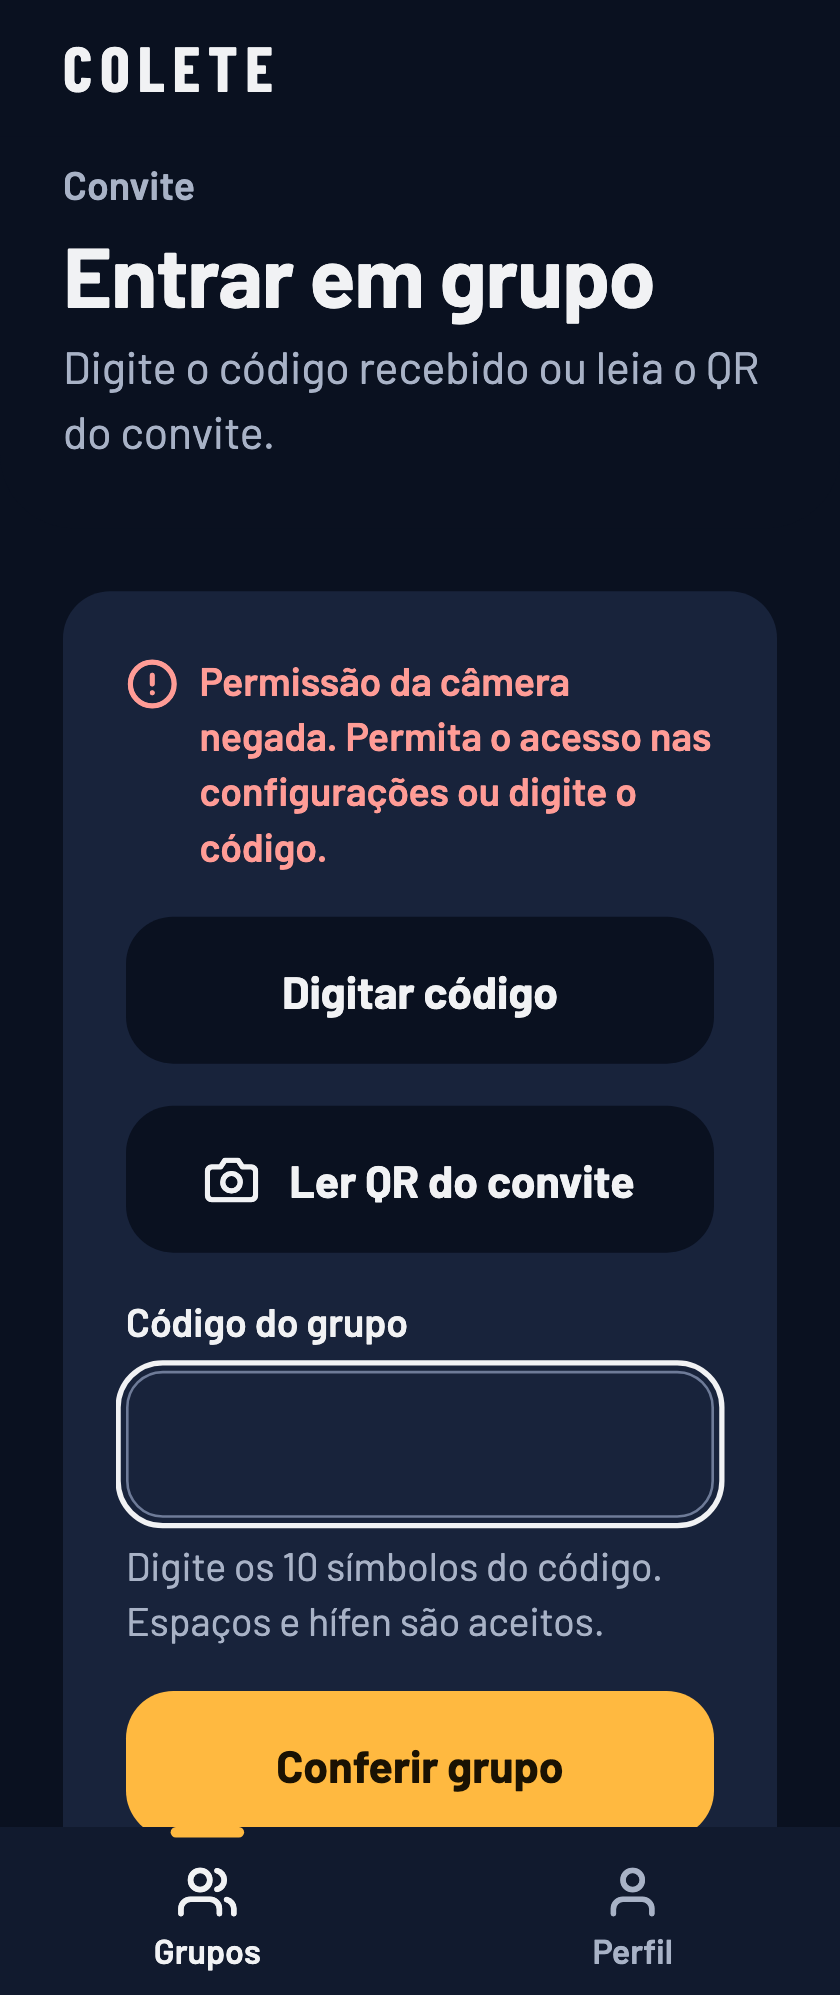 COLETE
Convite
Entrar em grupo
Digite o código recebido ou leia o QR
do convite.
Permissão da câmera
negada. Permita o acesso nas
configurações ou digite o
código.
Digitar código
Ler QR do convite
Código do grupo
Digite os 10 símbolos do código.
Espaços e hífen são aceitos.
Conferir grupo
Grupos
Perfil